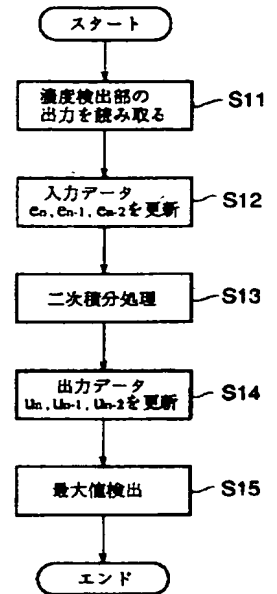 スタート
濃度検出部の
出力を読み取る
S11
入力データ
en, en-1, en-2を更新
S12
二次積分処理
S13
出力データ
un, un-1, un-2を更新
S14
最大値検出
S15
エンド